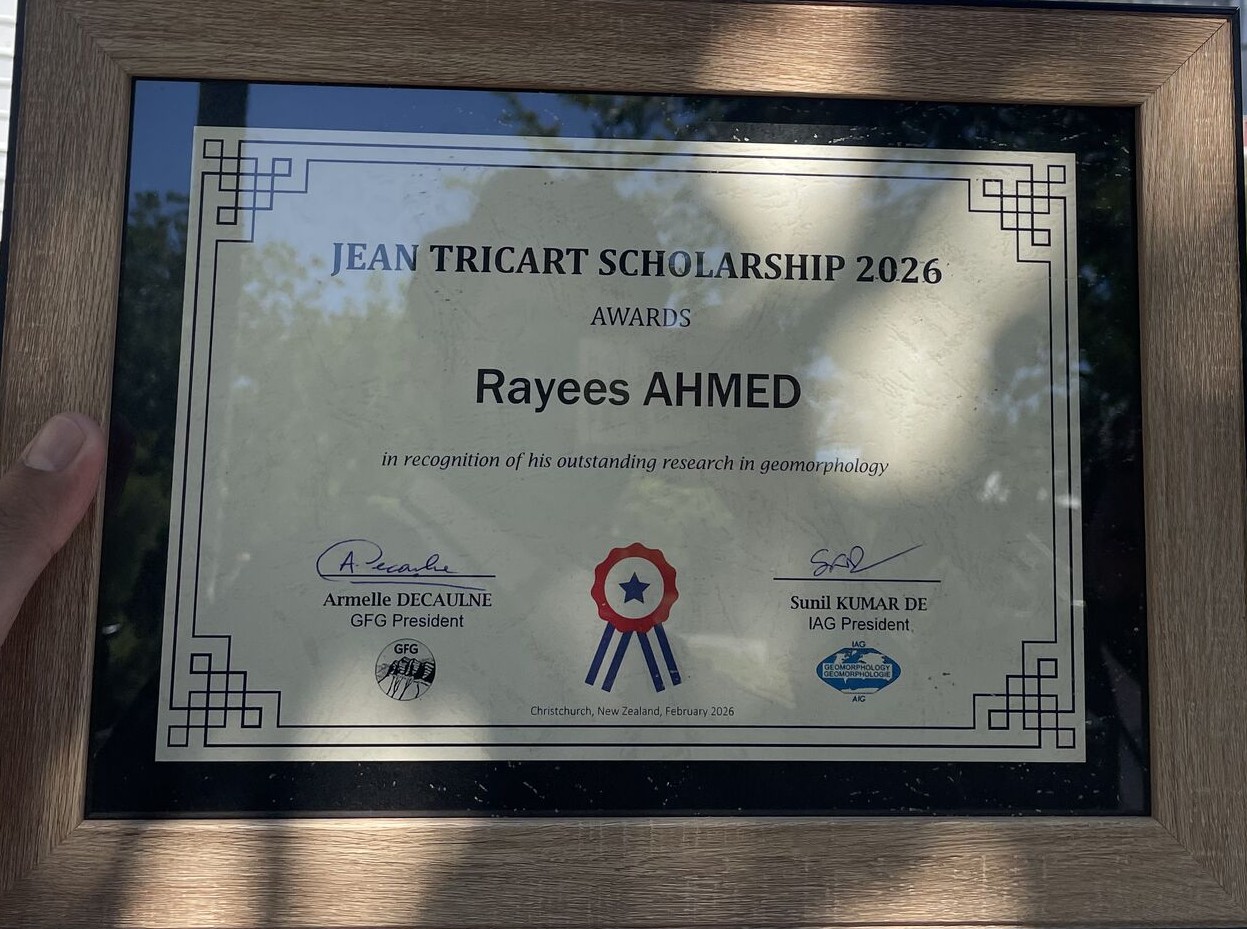 JEAN TRICART SCHOLARSHIP 2026
AWARDS
Rayees AHMED
in recognition of his outstanding research in geomorphology
A. Decaulne
Armelle DECAULNE
GFG President
GFG
Sunil KUMAR DE
IAG President
IAG
GEOMORPHOLOGY
GEOMORPHOLOGIE
AIG
Christchurch, New Zealand, February 2026